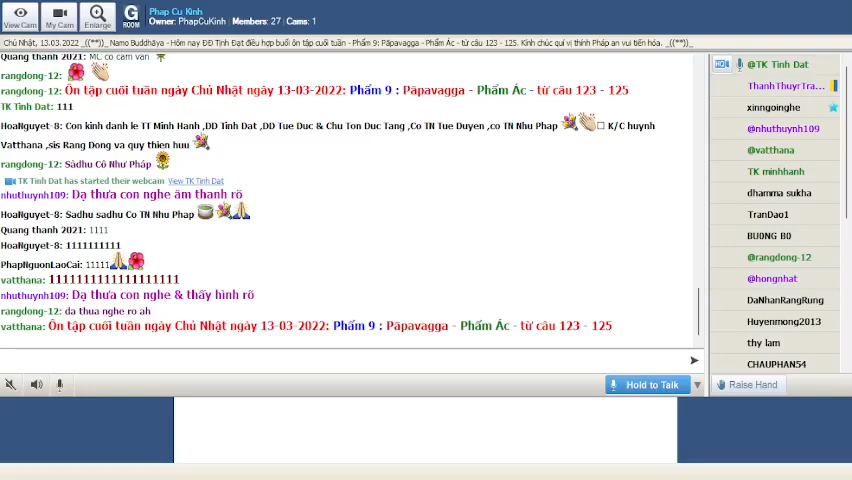 View Cam
My Cam
Enlarge
G
ROOM
Phap Cu Kinh
Owner: PhapCuKinh | Members: 27 | Cams: 1
Chủ Nhật, 13.03.2022 _((**)_ Namo Buddhāya - Hôm nay ĐĐ Tịnh Đạt điều hợp buổi ôn tập cuối tuần - Phẩm 9: Pāpavagga - Phẩm Ác - từ câu 123 - 125. Kính chúc quí vị thính Pháp an vui tiến hóa. _((**)_
Quang thanh 2021: MC co cam van
rangdong-12:
rangdong-12: Ôn tập cuối tuần ngày Chủ Nhật ngày 13-03-2022: Phẩm 9 : Pāpavagga - Phẩm Ác - từ câu 123 - 125
TK Tinh Dat: 111
HoaNguyet-8: Con kinh danh le TT Minh Hanh ,DD Tinh Dat ,DD Tue Duc & Chu Ton Duc Tang ,Co TN Tue Duyen ,co TN Nhu Phap K/C huynh
Vatthana ,sis Rang Dong va quy thien huu
rangdong-12: Sādhu Cô Như Pháp
TK Tinh Dat has started their webcam View TK Tinh Dat
nhuthuynh109: Dạ thưa con nghe âm thanh rõ
HoaNguyet-8: Sadhu sadhu Co TN Nhu Phap
Quang thanh 2021: 1111
HoaNguyet-8: 1111111111
PhapNguonLaoCai: 11111
vatthana: 1111111111111111111
nhuthuynh109: Dạ thưa con nghe & thấy hình rõ
rangdong-12: da thua nghe ro ah
vatthana: Ôn tập cuối tuần ngày Chủ Nhật ngày 13-03-2022: Phẩm 9 : Pāpavagga - Phẩm Ác - từ câu 123 - 125
Hold to Talk
HD
@TK Tinh Dat
ThanhThuyrTra...
xinngoinghe
@nhuthuynh109
@vatthana
TK minhhanh
dhamma sukha
TranDao1
BUONG BO
@rangdong-12
@hongnhat
DaNhanRangRung
Huyenmong2013
thy lam
CHAUPHAN54
Raise Hand